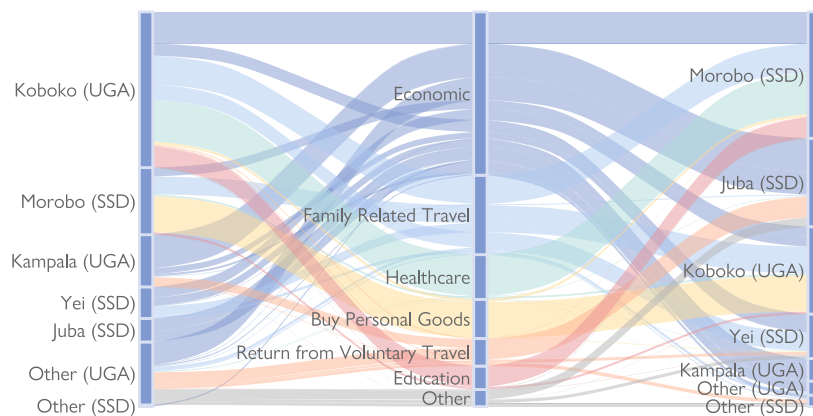 Koboko (UGA)
Morobo (SSD)
Kampala (UGA)
Yei (SSD)
Juba (SSD)
Other (UGA)
Other (SSD)
Economic
Family Related Travel
Healthcare
Buy Personal Goods
Return from Voluntary Travel
Education
Other
Morobo (SSD)
Juba (SSD)
Koboko (UGA)
Yei (SSD)
Kampala (UGA)
Other (UGA)
Other (SSD)